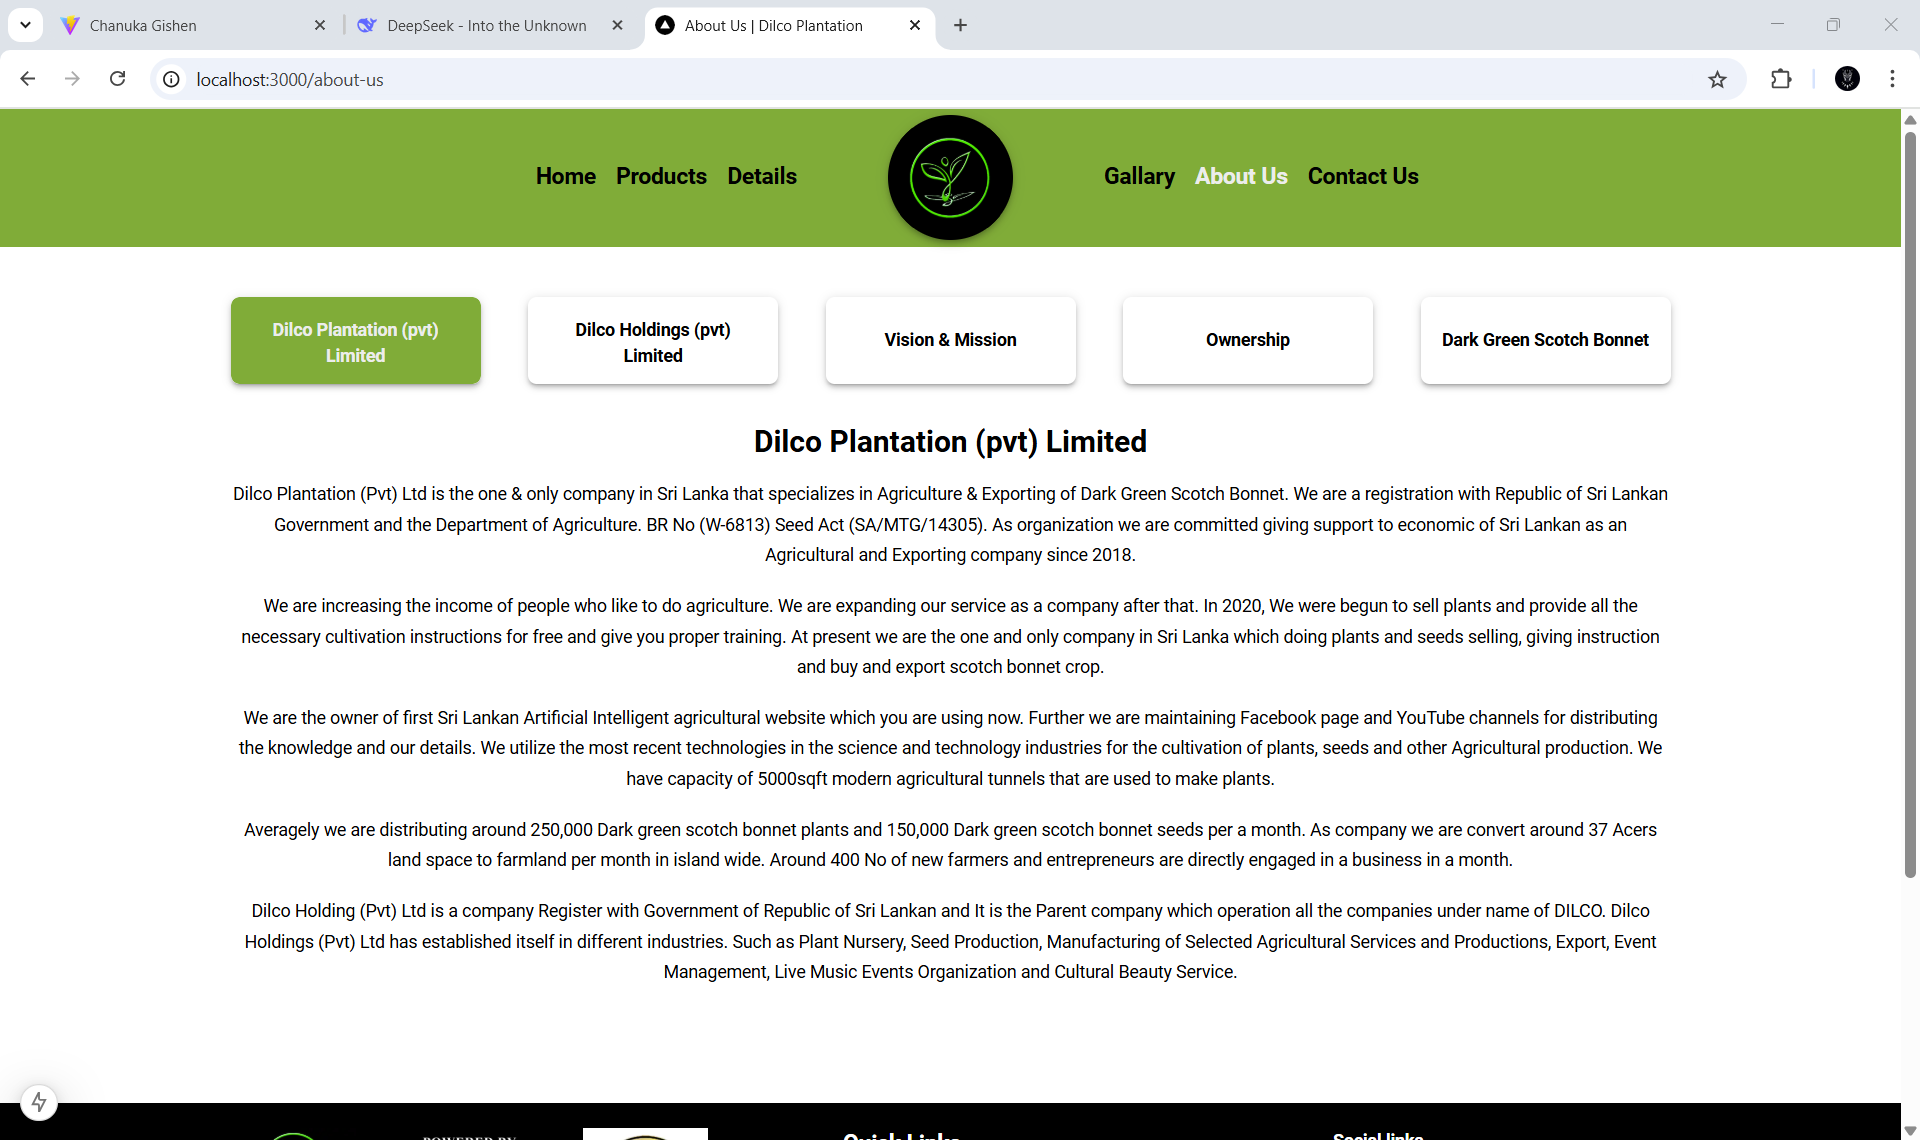 Chanuka Gishen
DeepSeek - Into the Unknown
About Us | Dilco Plantation
localhost:3000/about-us
Home Products Details Gallary About Us Contact Us
Dilco Plantation (pvt)
Limited
Dilco Holdings (pvt)
Limited
Vision & Mission
Ownership
Dark Green Scotch Bonnet
Dilco Plantation (pvt) Limited
Dilco Plantation (Pvt) Ltd is the one & only company in Sri Lanka that specializes in Agriculture & Exporting of Dark Green Scotch Bonnet. We are a registration with Republic of Sri Lankan
Government and the Department of Agriculture. BR No (W-6813) Seed Act (SA/MTG/14305). As organization we are committed giving support to economic of Sri Lankan as an
Agricultural and Exporting company since 2018.
We are increasing the income of people who like to do agriculture. We are expanding our service as a company after that. In 2020, We were begun to sell plants and provide all the
necessary cultivation instructions for free and give you proper training. At present we are the one and only company in Sri Lanka which doing plants and seeds selling, giving instruction
and buy and export scotch bonnet crop.
We are the owner of first Sri Lankan Artificial Intelligent agricultural website which you are using now. Further we are maintaining Facebook page and YouTube channels for distributing
the knowledge and our details. We utilize the most recent technologies in the science and technology industries for the cultivation of plants, seeds and other Agricultural production. We
have capacity of 5000sqft modern agricultural tunnels that are used to make plants.
Averagely we are distributing around 250,000 Dark green scotch bonnet plants and 150,000 Dark green scotch bonnet seeds per a month. As company we are convert around 37 Acers
land space to farmland per month in island wide. Around 400 No of new farmers and entrepreneurs are directly engaged in a business in a month.
Dilco Holding (Pvt) Ltd is a company Register with Government of Republic of Sri Lankan and It is the Parent company which operation all the companies under name of DILCO. Dilco
Holdings (Pvt) Ltd has established itself in different industries. Such as Plant Nursery, Seed Production, Manufacturing of Selected Agricultural Services and Productions, Export, Event
Management, Live Music Events Organization and Cultural Beauty Service.
POWERED BY
Quick Links
Social links